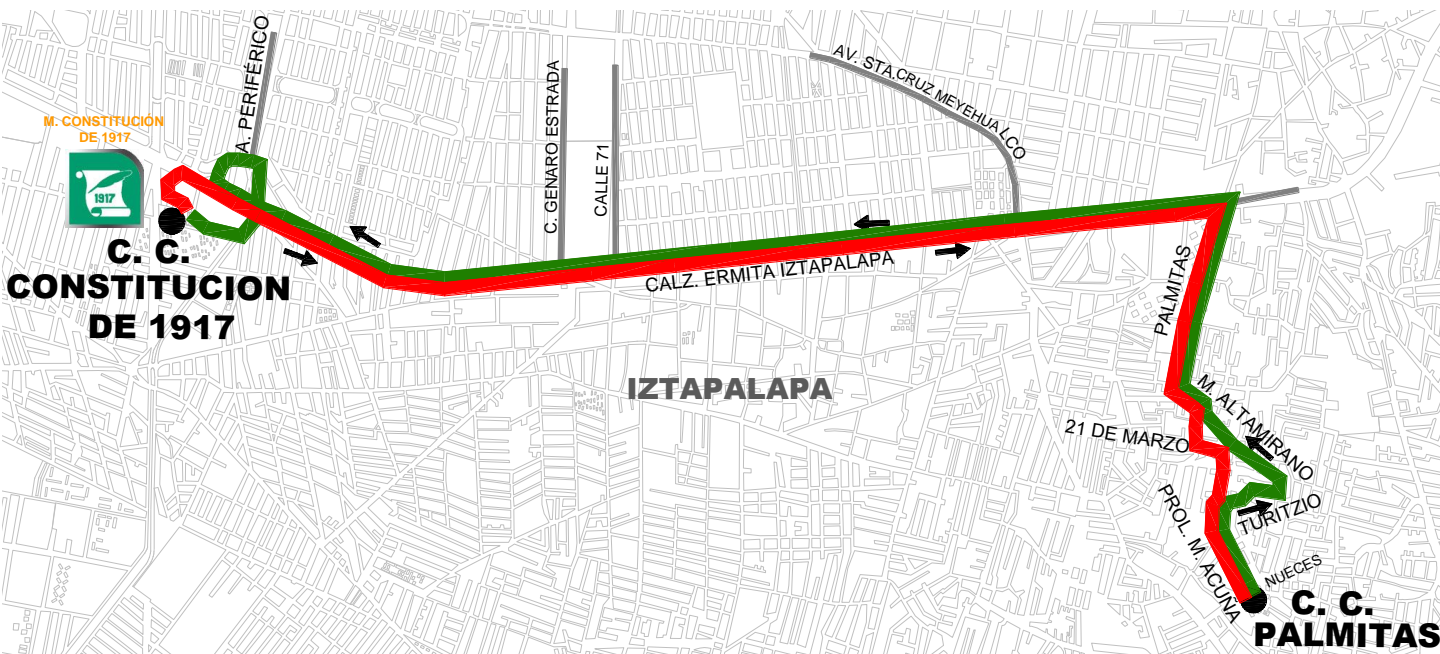 M. CONSTITUCIÓN
DE 1917
1917
C. C.
CONSTITUCION
DE 1917
A. PERIFÉRICO
C. GENARO ESTRADA
CALLE 71
AV. STA.CRUZ MEYEHUALCO
CALZ. ERMITA IZTAPALAPA
IZTAPALAPA
PALMITAS
M. ALTAMIRANO
21 DE MARZO
TURITZIO
PROL. M. ACUÑA
NUECES
C. C.
PALMITAS